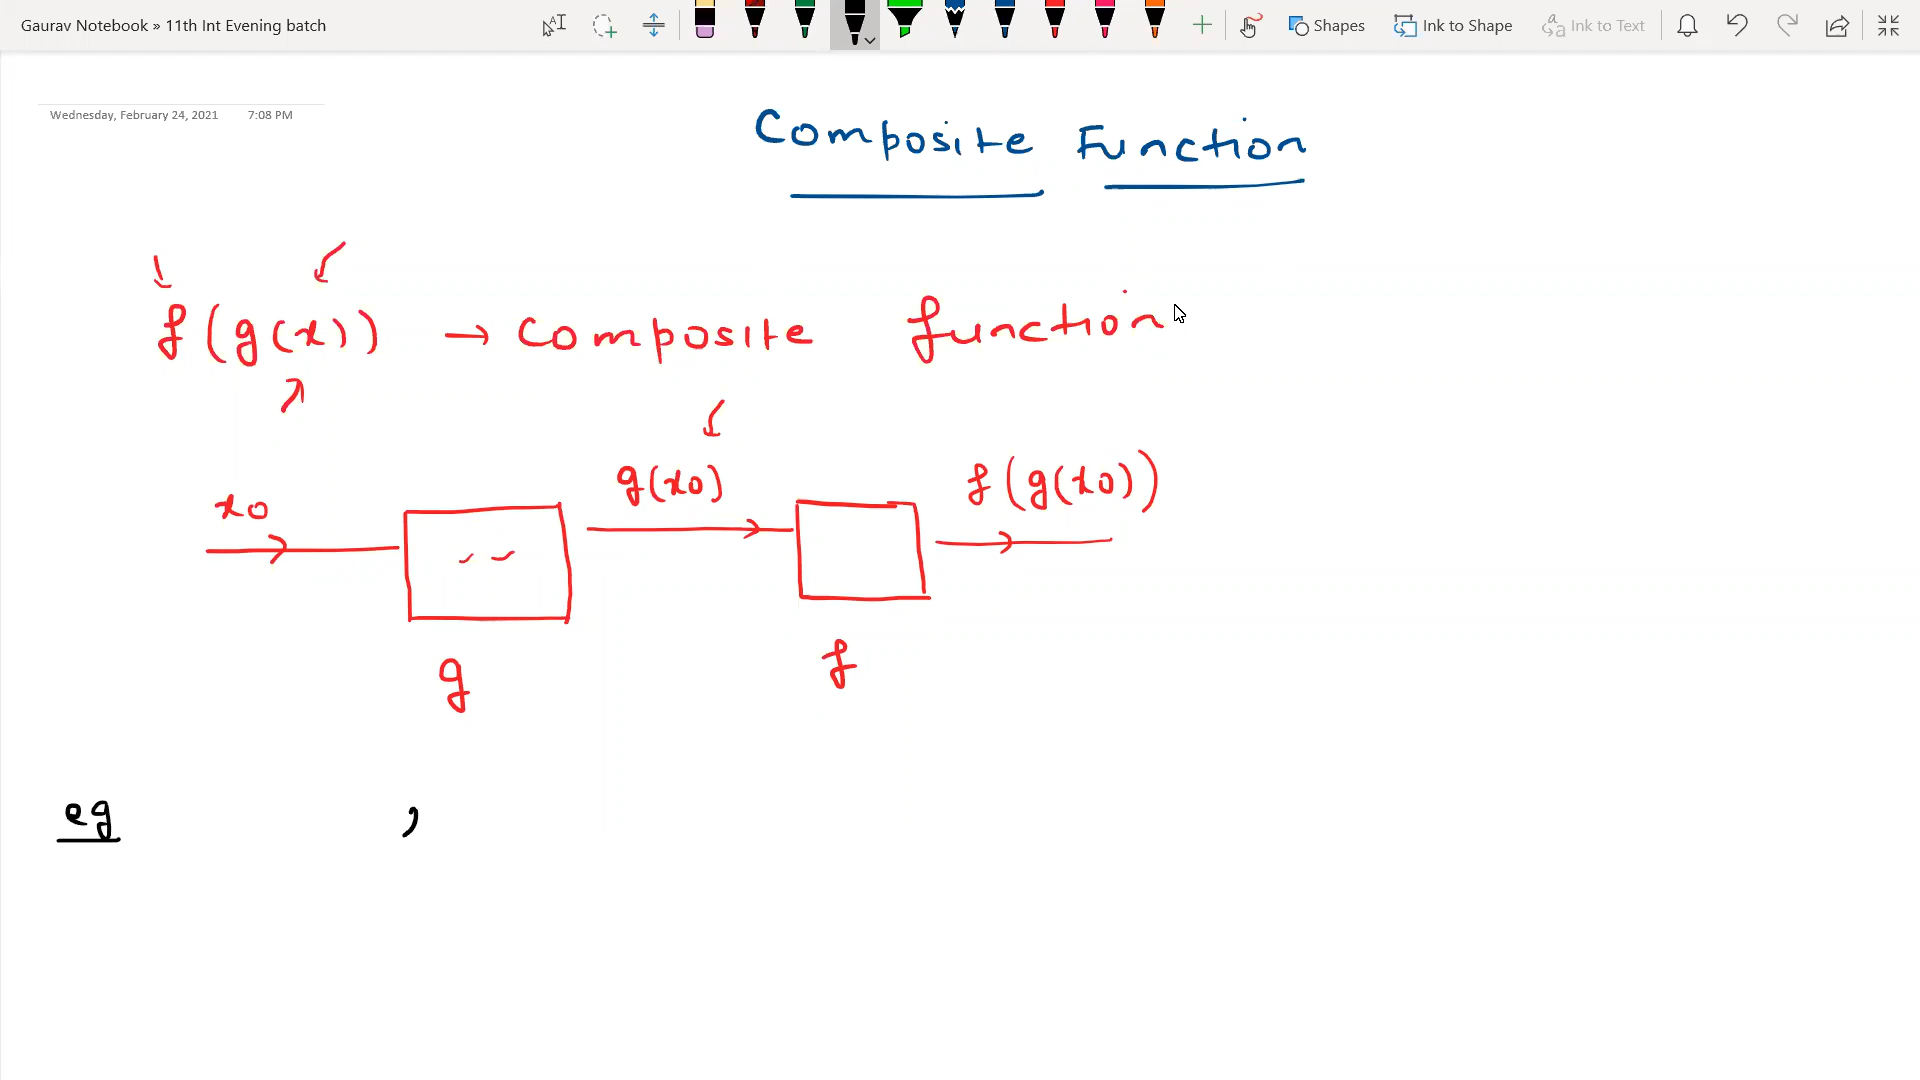 Gaurav Notebook » 11th Int Evening batch
Shapes
Ink to Shape
Ink to Text
Wednesday, February 24, 2021 7:08 PM
Composite Function
f(g(x)) → composite function
x0
g(x0)
f(g(x0))
g
f
eg ,